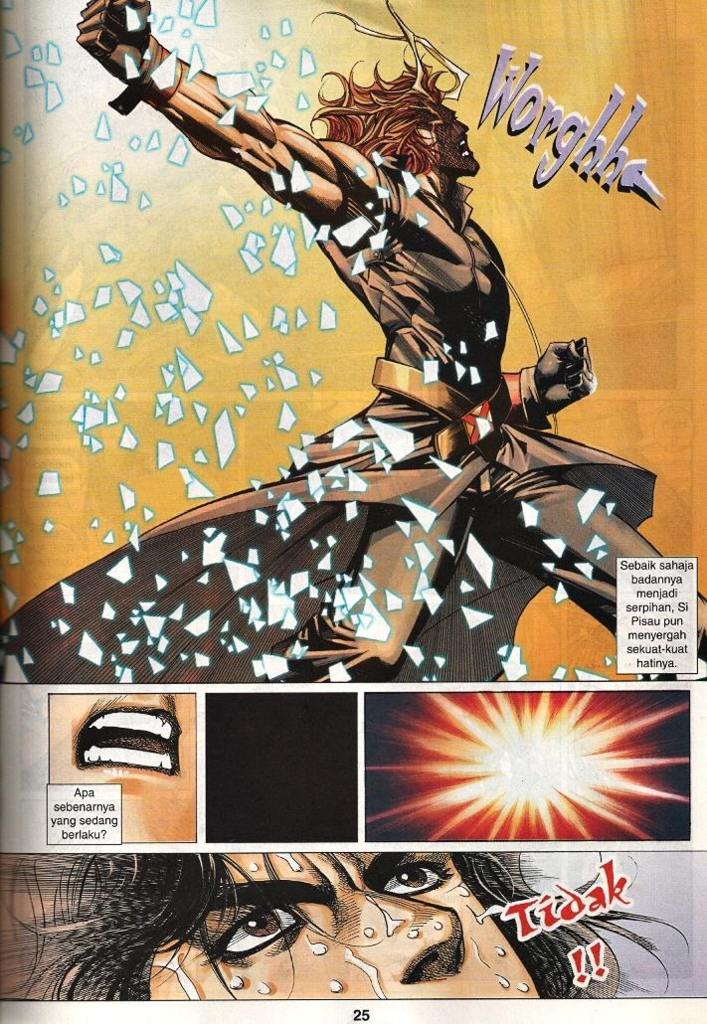 Worghh
Sebaik sahaja
badannya
menjadi
serpihan, Si
Pisau pun
menyergah
sekuat-kuat
hatinya.
Apa
sebenarnya
yang sedang
berlaku?
Tidak
!!
25